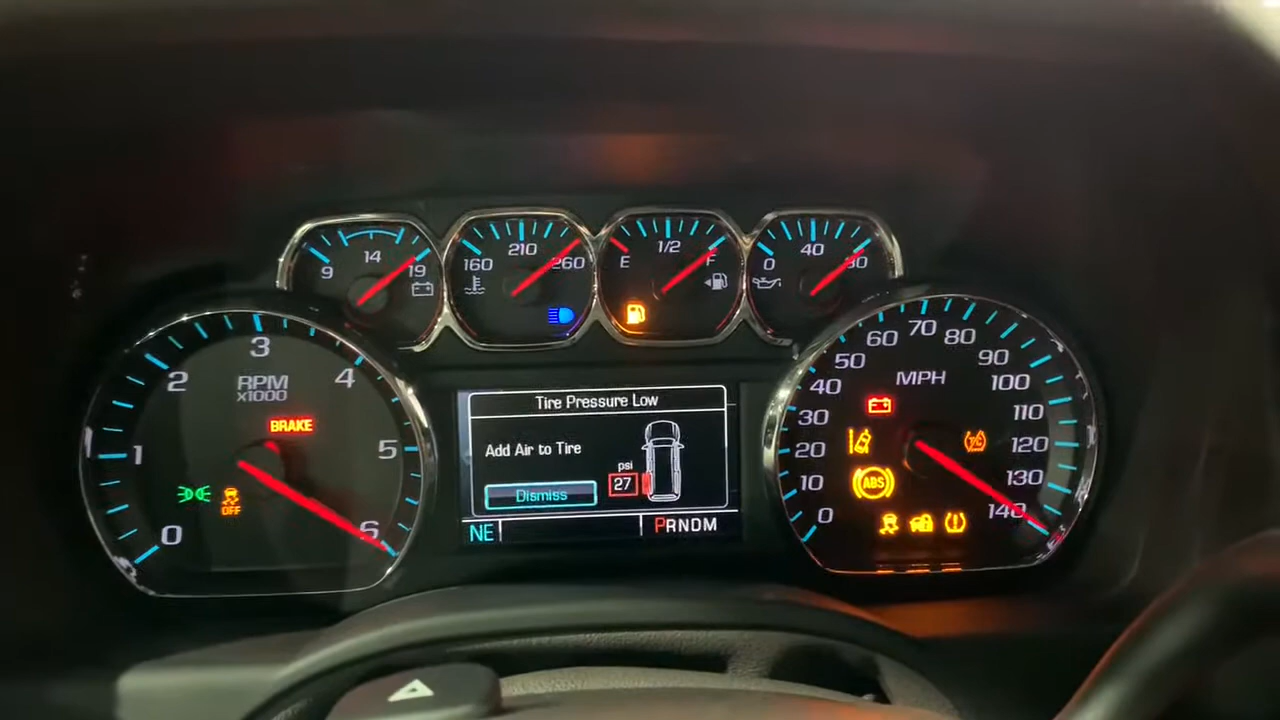 9 14 19
160 210 260
E 1/2 F
0 40 80
0 1 2 3 4 5 6
RPM
x1000
BRAKE
OFF
Tire Pressure Low
Add Air to Tire
psi
27
Dismiss
NE
PRNDM
0 10 20 30 40 50 60 70 80 90 100 110 120 130 140
MPH
ABS